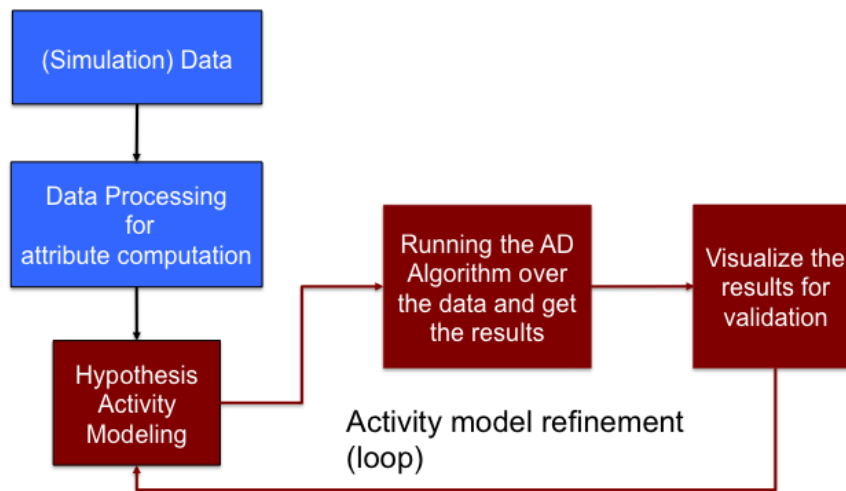 (Simulation) Data
Data Processing
for
attribute computation
Running the AD
Algorithm over
the data and get
the results
Visualize the
results for
validation
Hypothesis
Activity
Modeling
Activity model refinement
(loop)